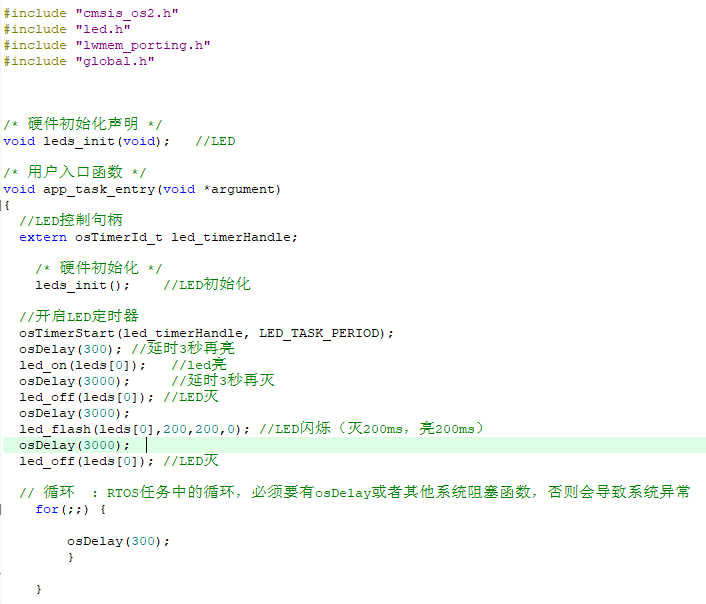 #include "cmsis_os2.h"
#include "led.h"
#include "lwmem_porting.h"
#include "global.h"
/* 硬件初始化声明 */
void leds_init(void);   //LED
/* 用户入口函数 */
void app_task_entry(void *argument)
{
  //LED控制句柄
  extern osTimerId_t led_timerHandle;
    /* 硬件初始化 */
    leds_init();    //LED初始化
  //开启LED定时器
  osTimerStart(led_timerHandle, LED_TASK_PERIOD);
  osDelay(300); //延时3秒再亮
  led_on(leds[0]);   //led亮
  osDelay(3000);     //延时3秒再灭
  led_off(leds[0]); //LED灭
  osDelay(3000);
  led_flash(leds[0],200,200,0); //LED闪烁（灭200ms，亮200ms）
  osDelay(3000);
  led_off(leds[0]); //LED灭
  // 循环  ：RTOS任务中的循环，必须要有osDelay或者其他系统阻塞函数，否则会导致系统异常
    for(;;) {
        osDelay(300);
        }
    }